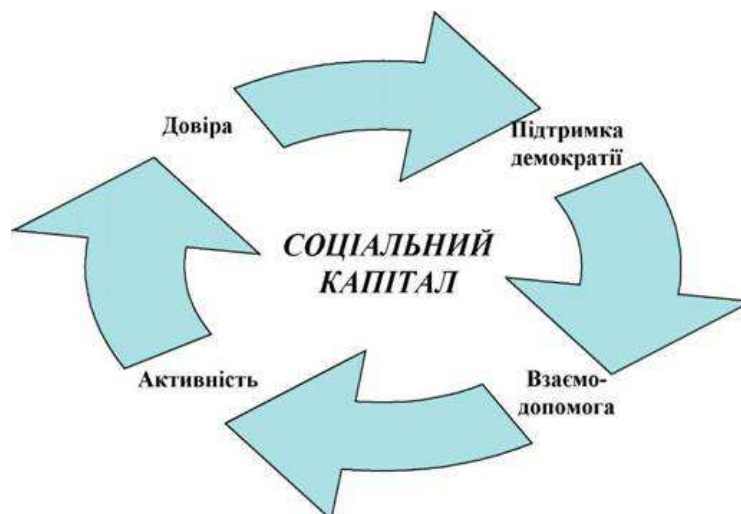 Довіра
Підтримка
демократії
СОЦІАЛЬНИЙ
КАПІТАЛ
Активність
Взаємо-
допомога